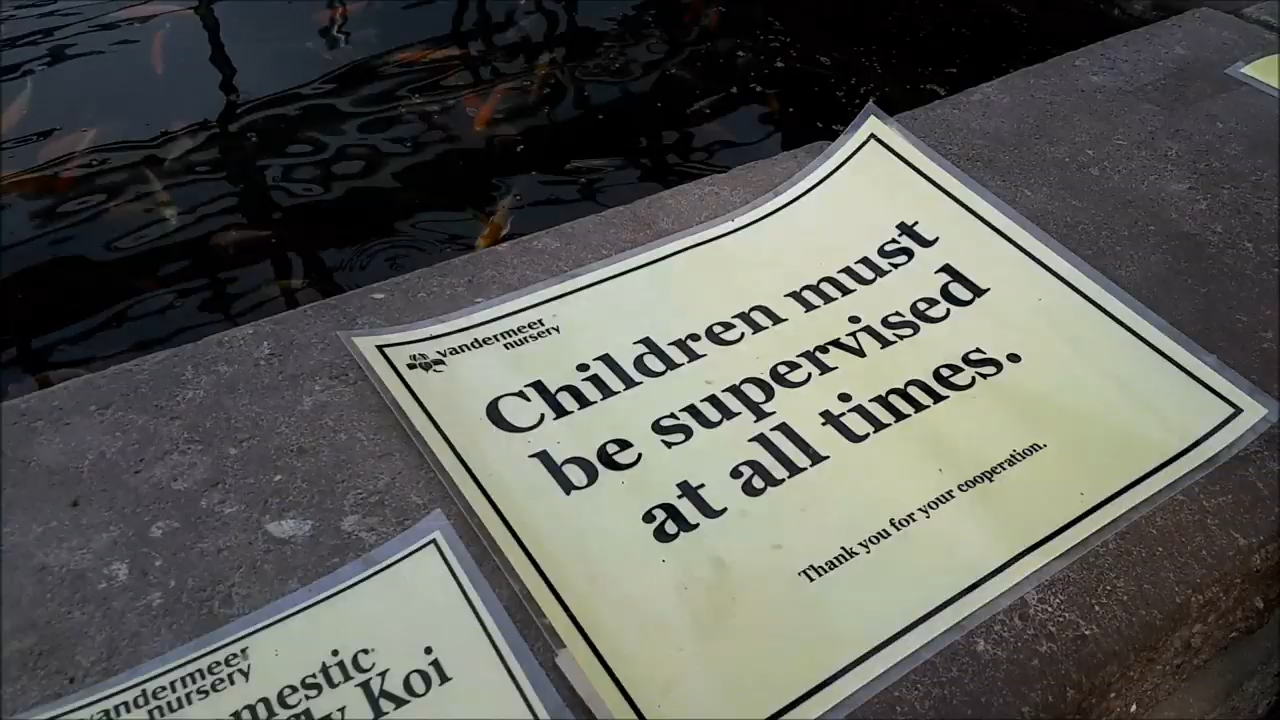 vandermeer
nursery
Children must
be supervised
at all times.
Thank you for your cooperation.
vandermeer
nursery
Koi